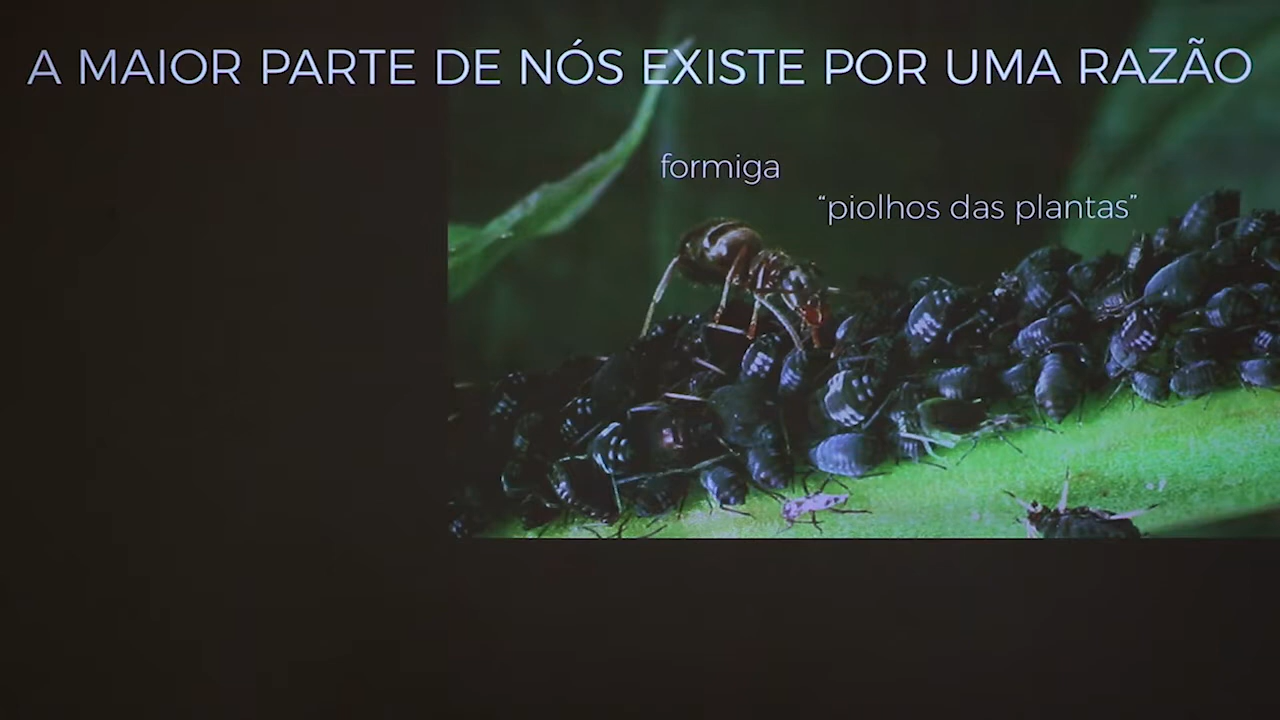 A MAIOR PARTE DE NÓS EXISTE POR UMA RAZÃO
formiga
“piolhos das plantas”